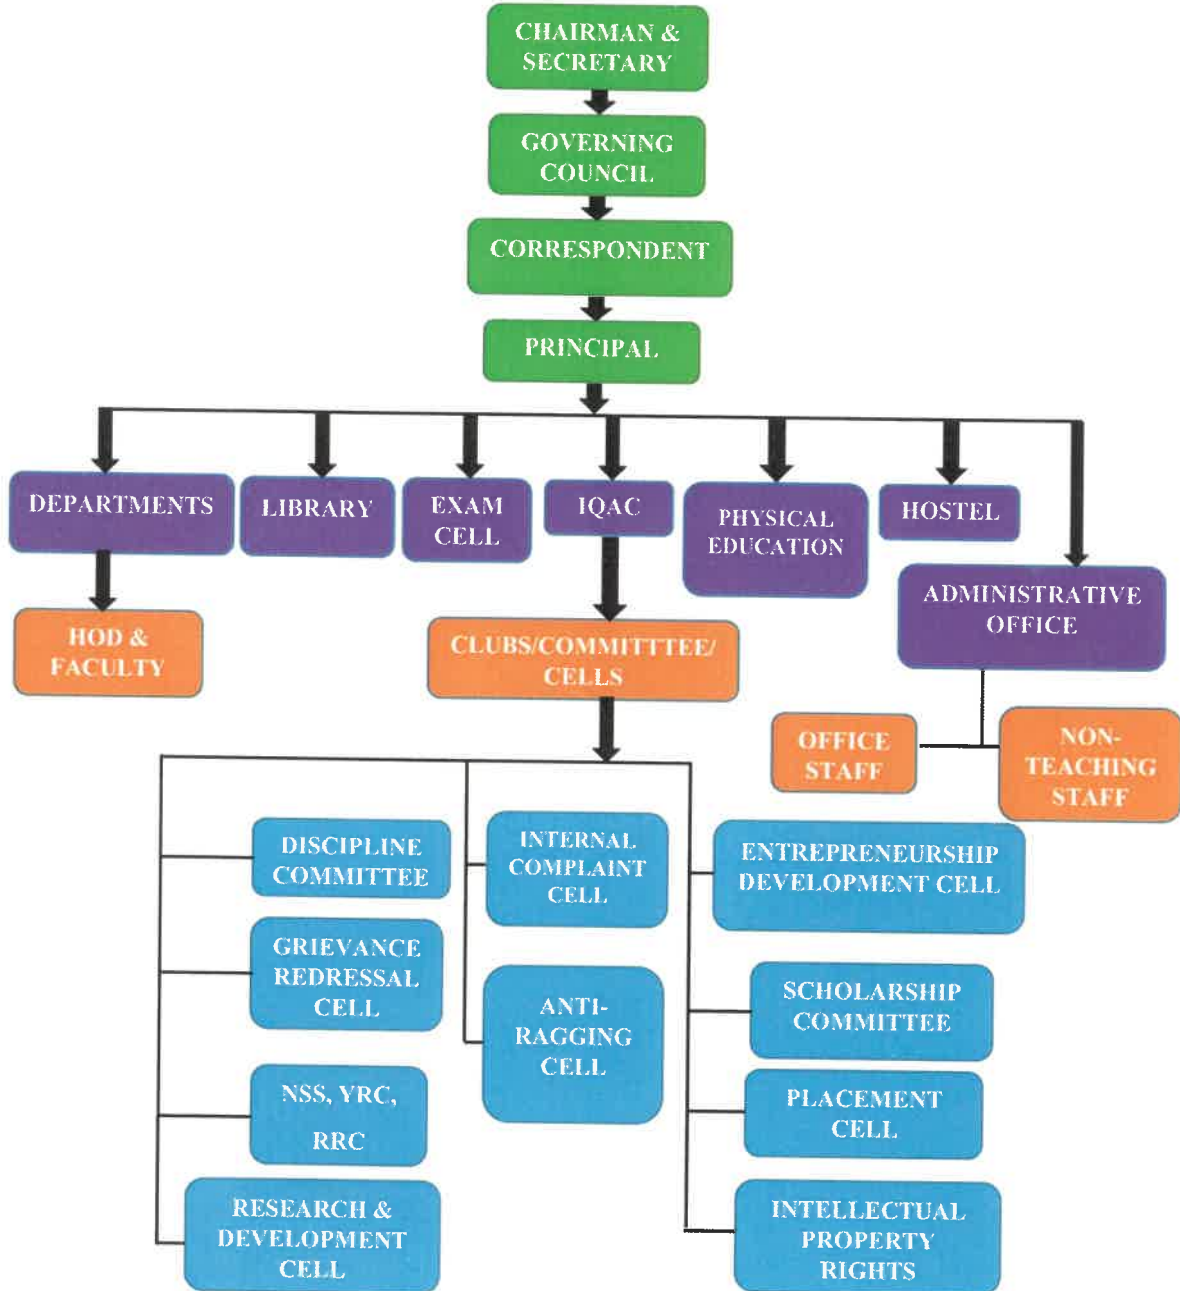 CHAIRMAN &
SECRETARY
GOVERNING
COUNCIL
CORRESPONDENT
PRINCIPAL
DEPARTMENTS
LIBRARY
EXAM
CELL
IQAC
PHYSICAL
EDUCATION
HOSTEL
ADMINISTRATIVE
OFFICE
HOD &
FACULTY
CLUBS/COMMITTTEE/
CELLS
OFFICE
STAFF
NON-
TEACHING
STAFF
DISCIPLINE
COMMITTEE
INTERNAL
COMPLAINT
CELL
ENTREPRENEURSHIP
DEVELOPMENT CELL
GRIEVANCE
REDRESSAL
CELL
ANTI-
RAGGING
CELL
SCHOLARSHIP
COMMITTEE
NSS, YRC,
RRC
PLACEMENT
CELL
RESEARCH &
DEVELOPMENT
CELL
INTELLECTUAL
PROPERTY
RIGHTS